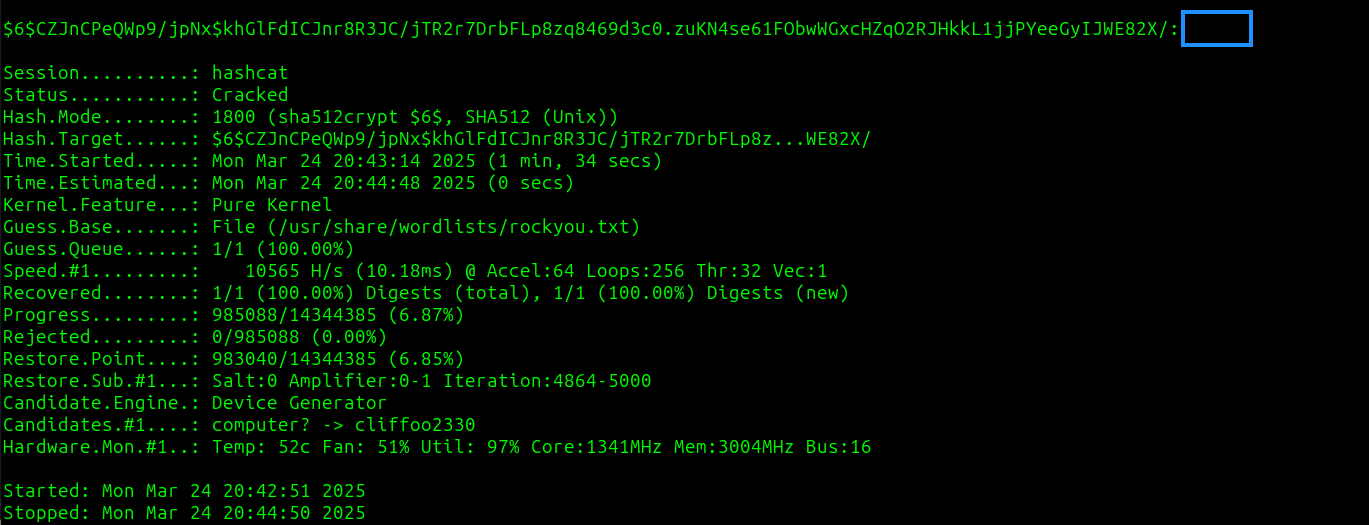 $6$CZJnCPeQWp9/jpNx$khGlFdICJnr8R3JC/jTR2r7DrbFLp8zq8469d3c0.zuKN4se61FObwWGxcHZqO2RJHkkL1jjPYeeGyIJWE82X/:
Session..........: hashcat
Status...........: Cracked
Hash.Mode........: 1800 (sha512crypt $6$, SHA512 (Unix))
Hash.Target......: $6$CZJnCPeQWp9/jpNx$khGlFdICJnr8R3JC/jTR2r7DrbFLp8z...WE82X/
Time.Started.....: Mon Mar 24 20:43:14 2025 (1 min, 34 secs)
Time.Estimated...: Mon Mar 24 20:44:48 2025 (0 secs)
Kernel.Feature...: Pure Kernel
Guess.Base.......: File (/usr/share/wordlists/rockyou.txt)
Guess.Queue......: 1/1 (100.00%)
Speed.#1.........:    10565 H/s (10.18ms) @ Accel:64 Loops:256 Thr:32 Vec:1
Recovered........: 1/1 (100.00%) Digests (total), 1/1 (100.00%) Digests (new)
Progress.........: 985088/14344385 (6.87%)
Rejected.........: 0/985088 (0.00%)
Restore.Point....: 983040/14344385 (6.85%)
Restore.Sub.#1...: Salt:0 Amplifier:0-1 Iteration:4864-5000
Candidate.Engine.: Device Generator
Candidates.#1....: computer? -> cliffoo2330
Hardware.Mon.#1..: Temp: 52c Fan: 51% Util: 97% Core:1341MHz Mem:3004MHz Bus:16
Started: Mon Mar 24 20:42:51 2025
Stopped: Mon Mar 24 20:44:50 2025